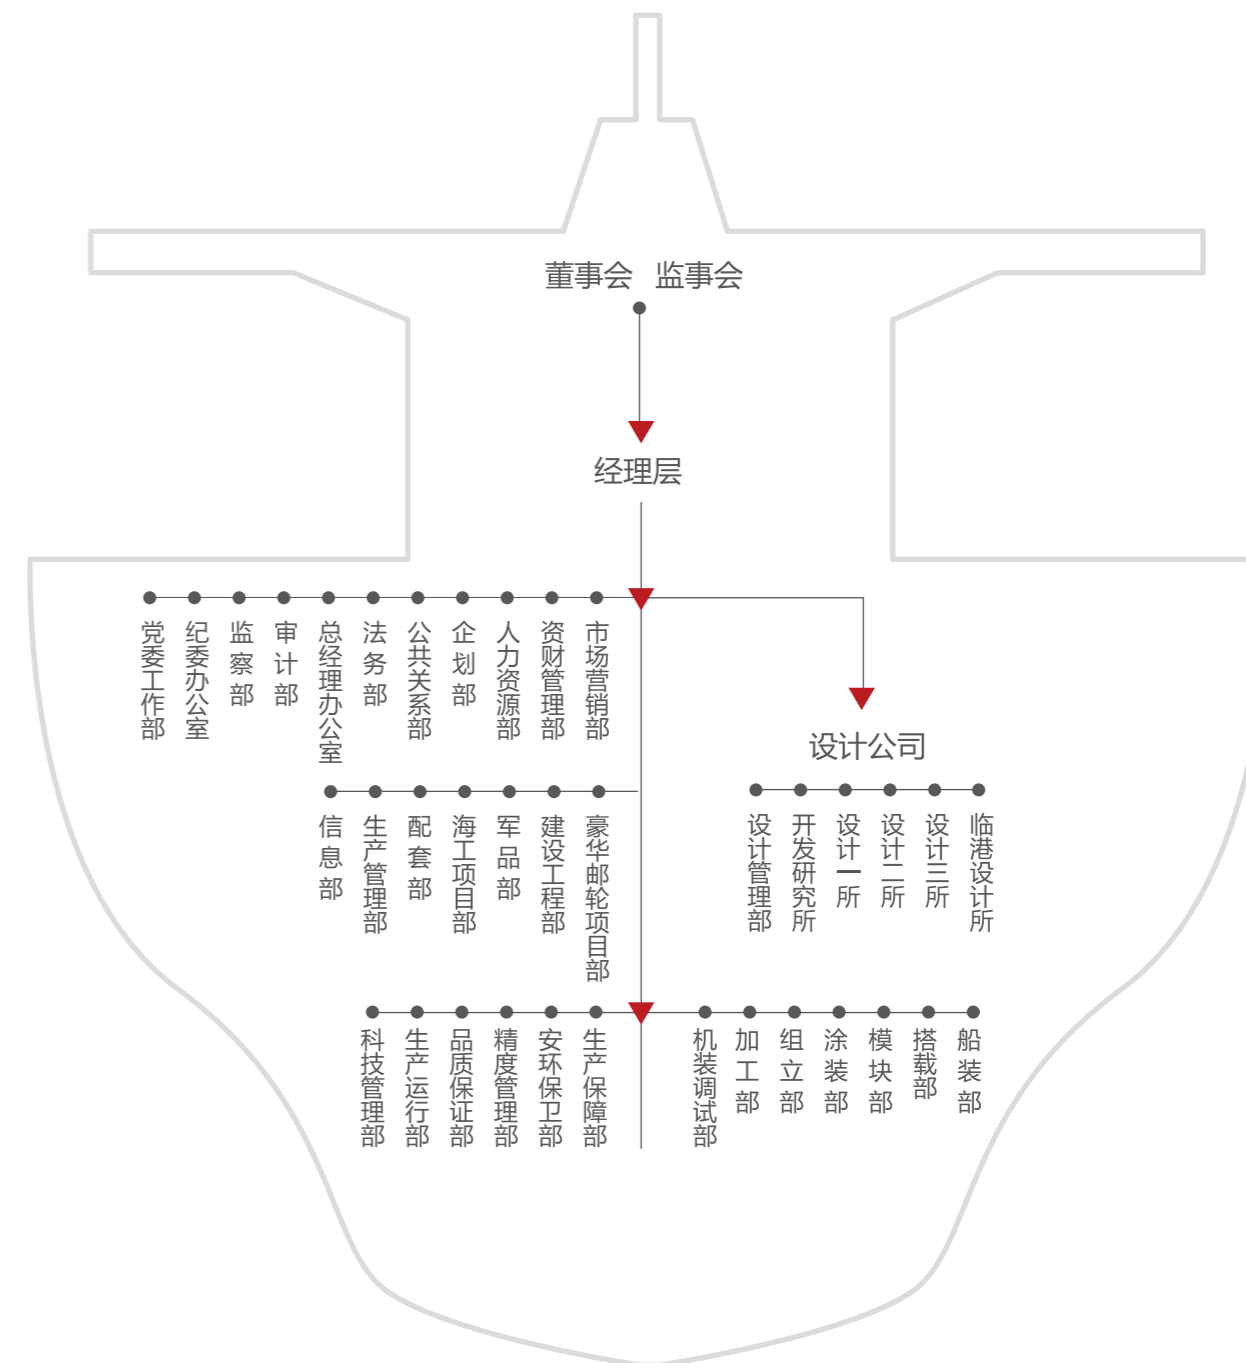 董事会 监事会
经理层
党委工作部
纪委办公室
监察部
审计部
总经理办公室
法务部
公共关系部
企划部
人力资源部
资财管理部
市场营销部
设计公司
信息部
生产管理部
配套部
海工项目部
军品部
建设工程部
豪华邮轮项目部
设计管理部
开发研究所
设计一所
设计二所
设计三所
临港设计所
科技管理部
生产运行部
品质保证部
精度管理部
安环保卫部
生产保障部
机装调试部
加工部
组立部
涂装部
模块部
搭载部
船装部